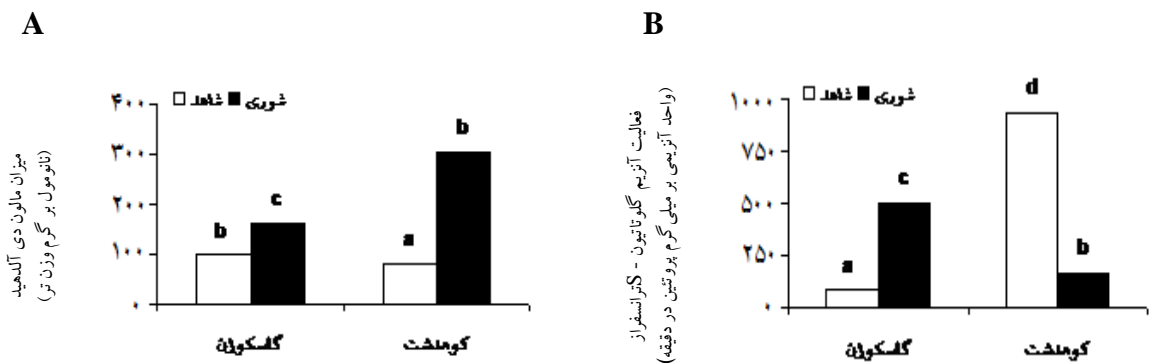 A
میزان مالون دی آلدهید
(نانومول بر گرم وزن تر)
۴۰۰
۳۰۰
۲۰۰
۱۰۰
۰
شاهد شوری
b
c
a
b
گاسکوژن کوهدشت
B
فعالیت آنزیم گلوتاتیون - Sترانسفراز
(واحد آنزیمی بر میلی گرم پروتئین در دقیقه)
۱۰۰۰
۷۵۰
۵۰۰
۲۵۰
۰
شاهد شوری
a
c
d
b
گاسکوژن کوهدشت